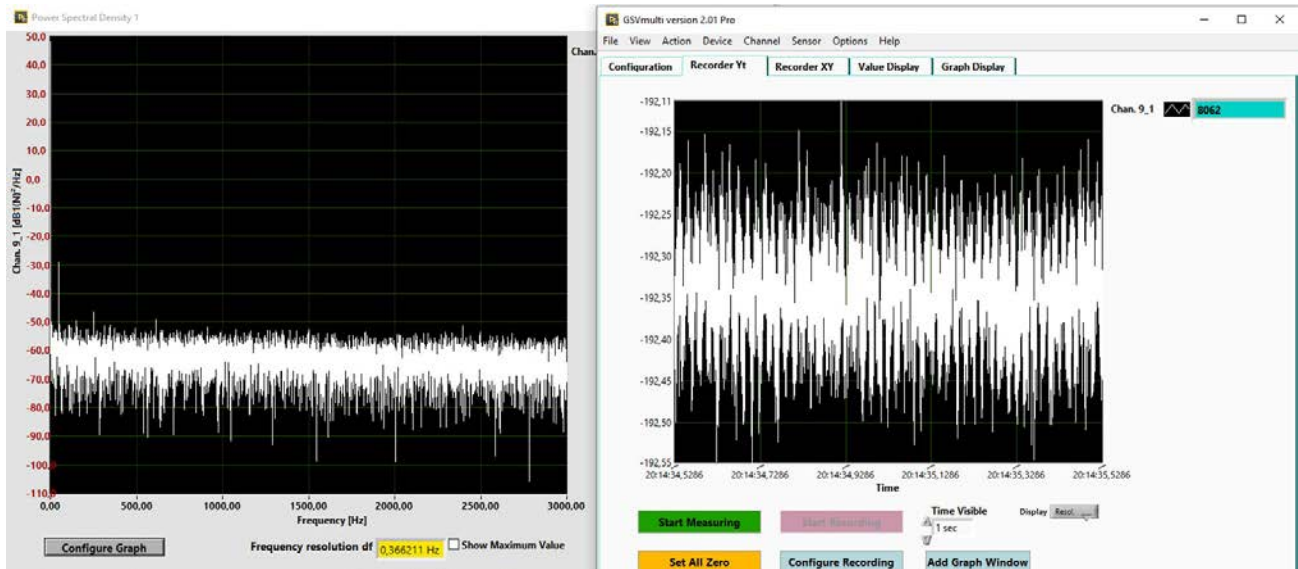 Power Spectral Density 1
50,0
40,0
30,0
20,0
10,0
0,0
-10,0
-20,0
-30,0
-40,0
-50,0
-60,0
-70,0
-80,0
-90,0
-100,0
-110,0
Chan. 9_1 [dB1(N)²/Hz]
Chan.
0,00 500,00 1000,00 1500,00 2000,00 2500,00 3000,00
Frequency [Hz]
Configure Graph
Frequency resolution df 0,366211 Hz Show Maximum Value
GSVmulti version 2.01 Pro
File View Action Device Channel Sensor Options Help
Configuration Recorder Yt Recorder XY Value Display Graph Display
-192,11
-192,15
-192,20
-192,25
-192,30
-192,35
-192,40
-192,45
-192,50
-192,55
Chan. 9_1 8062
20:14:34,5286 20:14:34,7286 20:14:34,9286 20:14:35,1286 20:14:35,3286 20:14:35,5286
Time
Start Measuring Start Recording Time Visible 1 sec Display Resol.
Set All Zero Configure Recording Add Graph Window